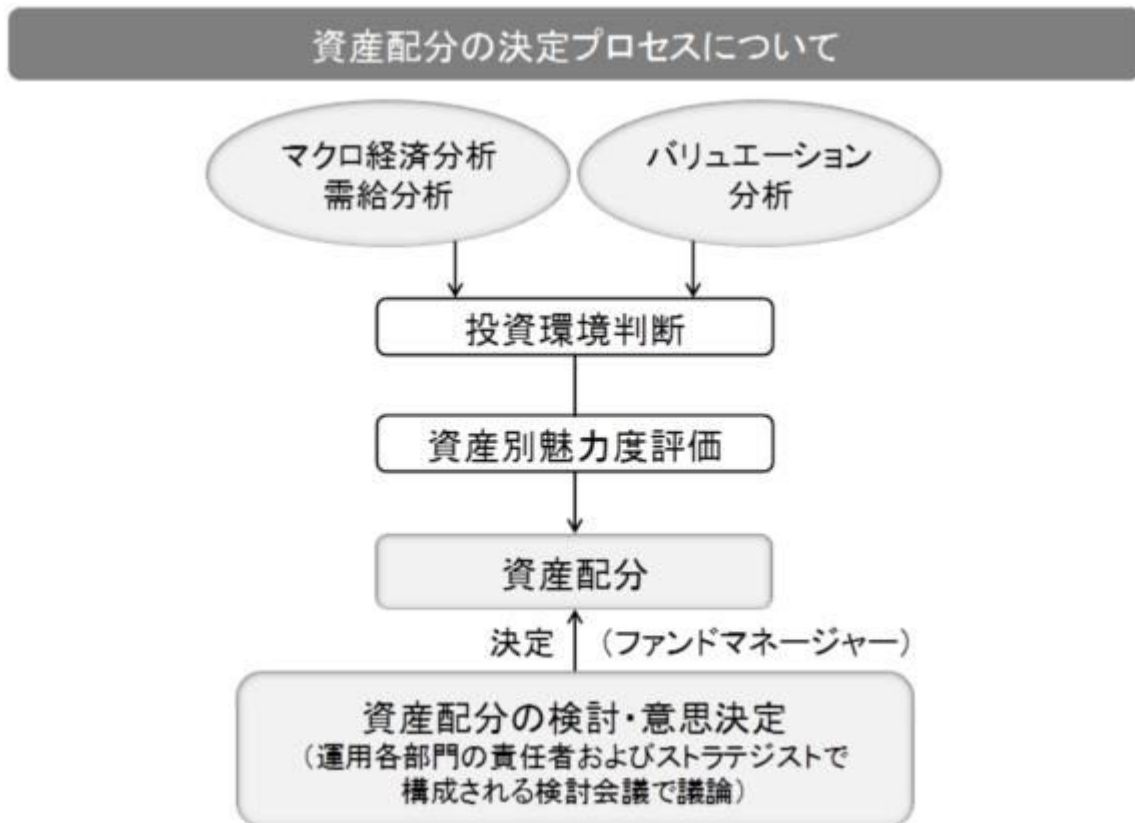 資産配分の決定プロセスについて
マクロ経済分析
需給分析
バリュエーション
分析
投資環境判断
資産別魅力度評価
資産配分
決定 （ファンドマネージャー）
資産配分の検討・意思決定
（運用各部門の責任者およびストラテジストで
構成される検討会議で議論）